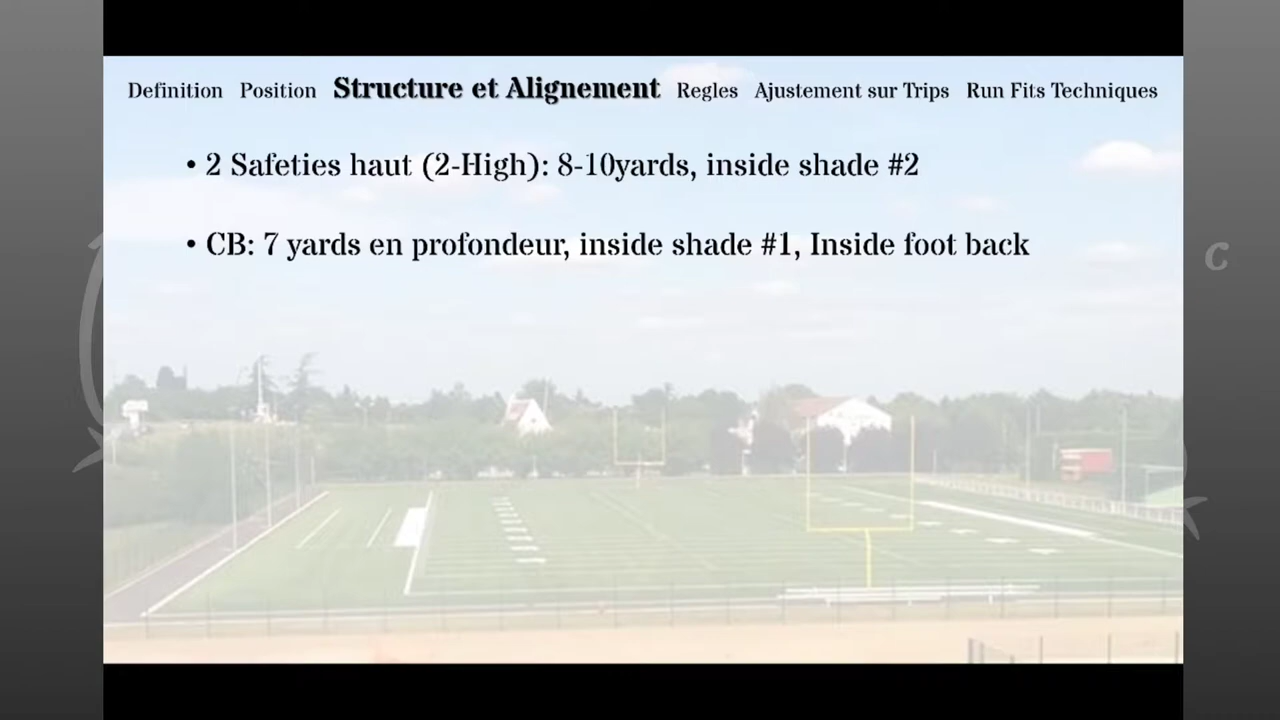 Definition Position Structure et Alignement Regles Ajustement sur Trips Run Fits Techniques
• 2 Safeties haut (2-High): 8-10yards, inside shade #2
• CB: 7 yards en profondeur, inside shade #1, Inside foot back
C